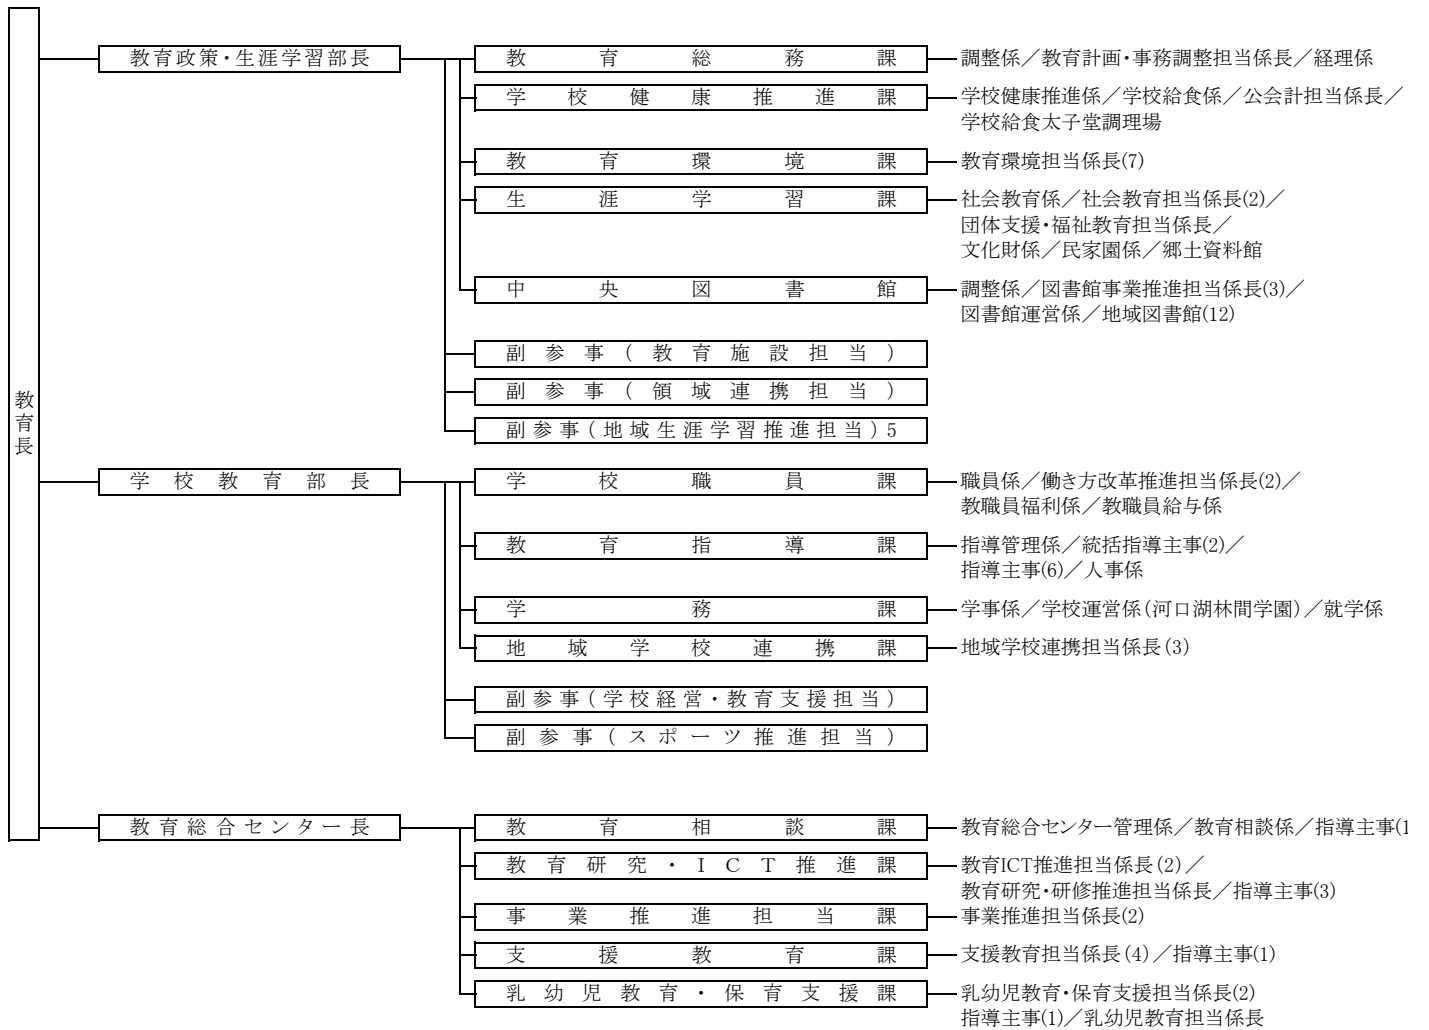 教育長
教育政策・生涯学習部長
教育総務課
調整係／教育計画・事務調整担当係長／経理係
学校健康推進課
学校健康推進係／学校給食係／公会計担当係長／
学校給食太子堂調理場
教育環境課
教育環境担当係長(7)
生涯学習課
社会教育係／社会教育担当係長(2)／
団体支援・福祉教育担当係長／
文化財係／民家園係／郷土資料館
中央図書館
調整係／図書館事業推進担当係長(3)／
図書館運営係／地域図書館(12)
副参事(教育施設担当)
副参事(領域連携担当)
副参事(地域生涯学習推進担当)5
学校教育部長
学校職員課
職員係／働き方改革推進担当係長(2)／
教職員福利係／教職員給与係
教育指導課
指導管理係／統括指導主事(2)／
指導主事(6)／人事係
学務課
学事係／学校運営係(河口湖林間学園)／就学係
地域学校連携課
地域学校連携担当係長(3)
副参事(学校経営・教育支援担当)
副参事(スポーツ推進担当)
教育総合センター長
教育相談課
教育総合センター管理係／教育相談係／指導主事(1
教育研究・ICT推進課
教育ICT推進担当係長(2)／
教育研究・研修推進担当係長／指導主事(3)
事業推進担当課
事業推進担当係長(2)
支援教育課
支援教育担当係長(4)／指導主事(1)
乳幼児教育・保育支援課
乳幼児教育・保育支援担当係長(2)
指導主事(1)／乳幼児教育担当係長